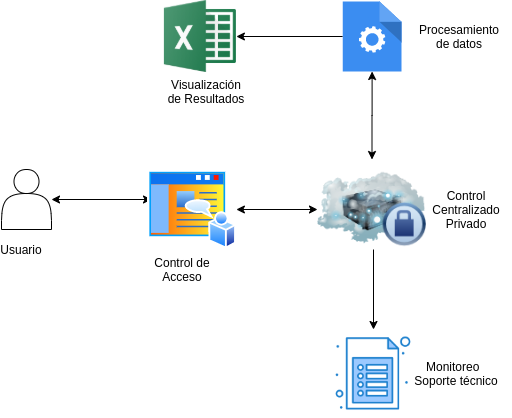 X
Procesamiento
de datos
Visualización
de Resultados
Usuario
Control de
Acceso
Control
Centralizado
Privado
Monitoreo
Soporte técnico